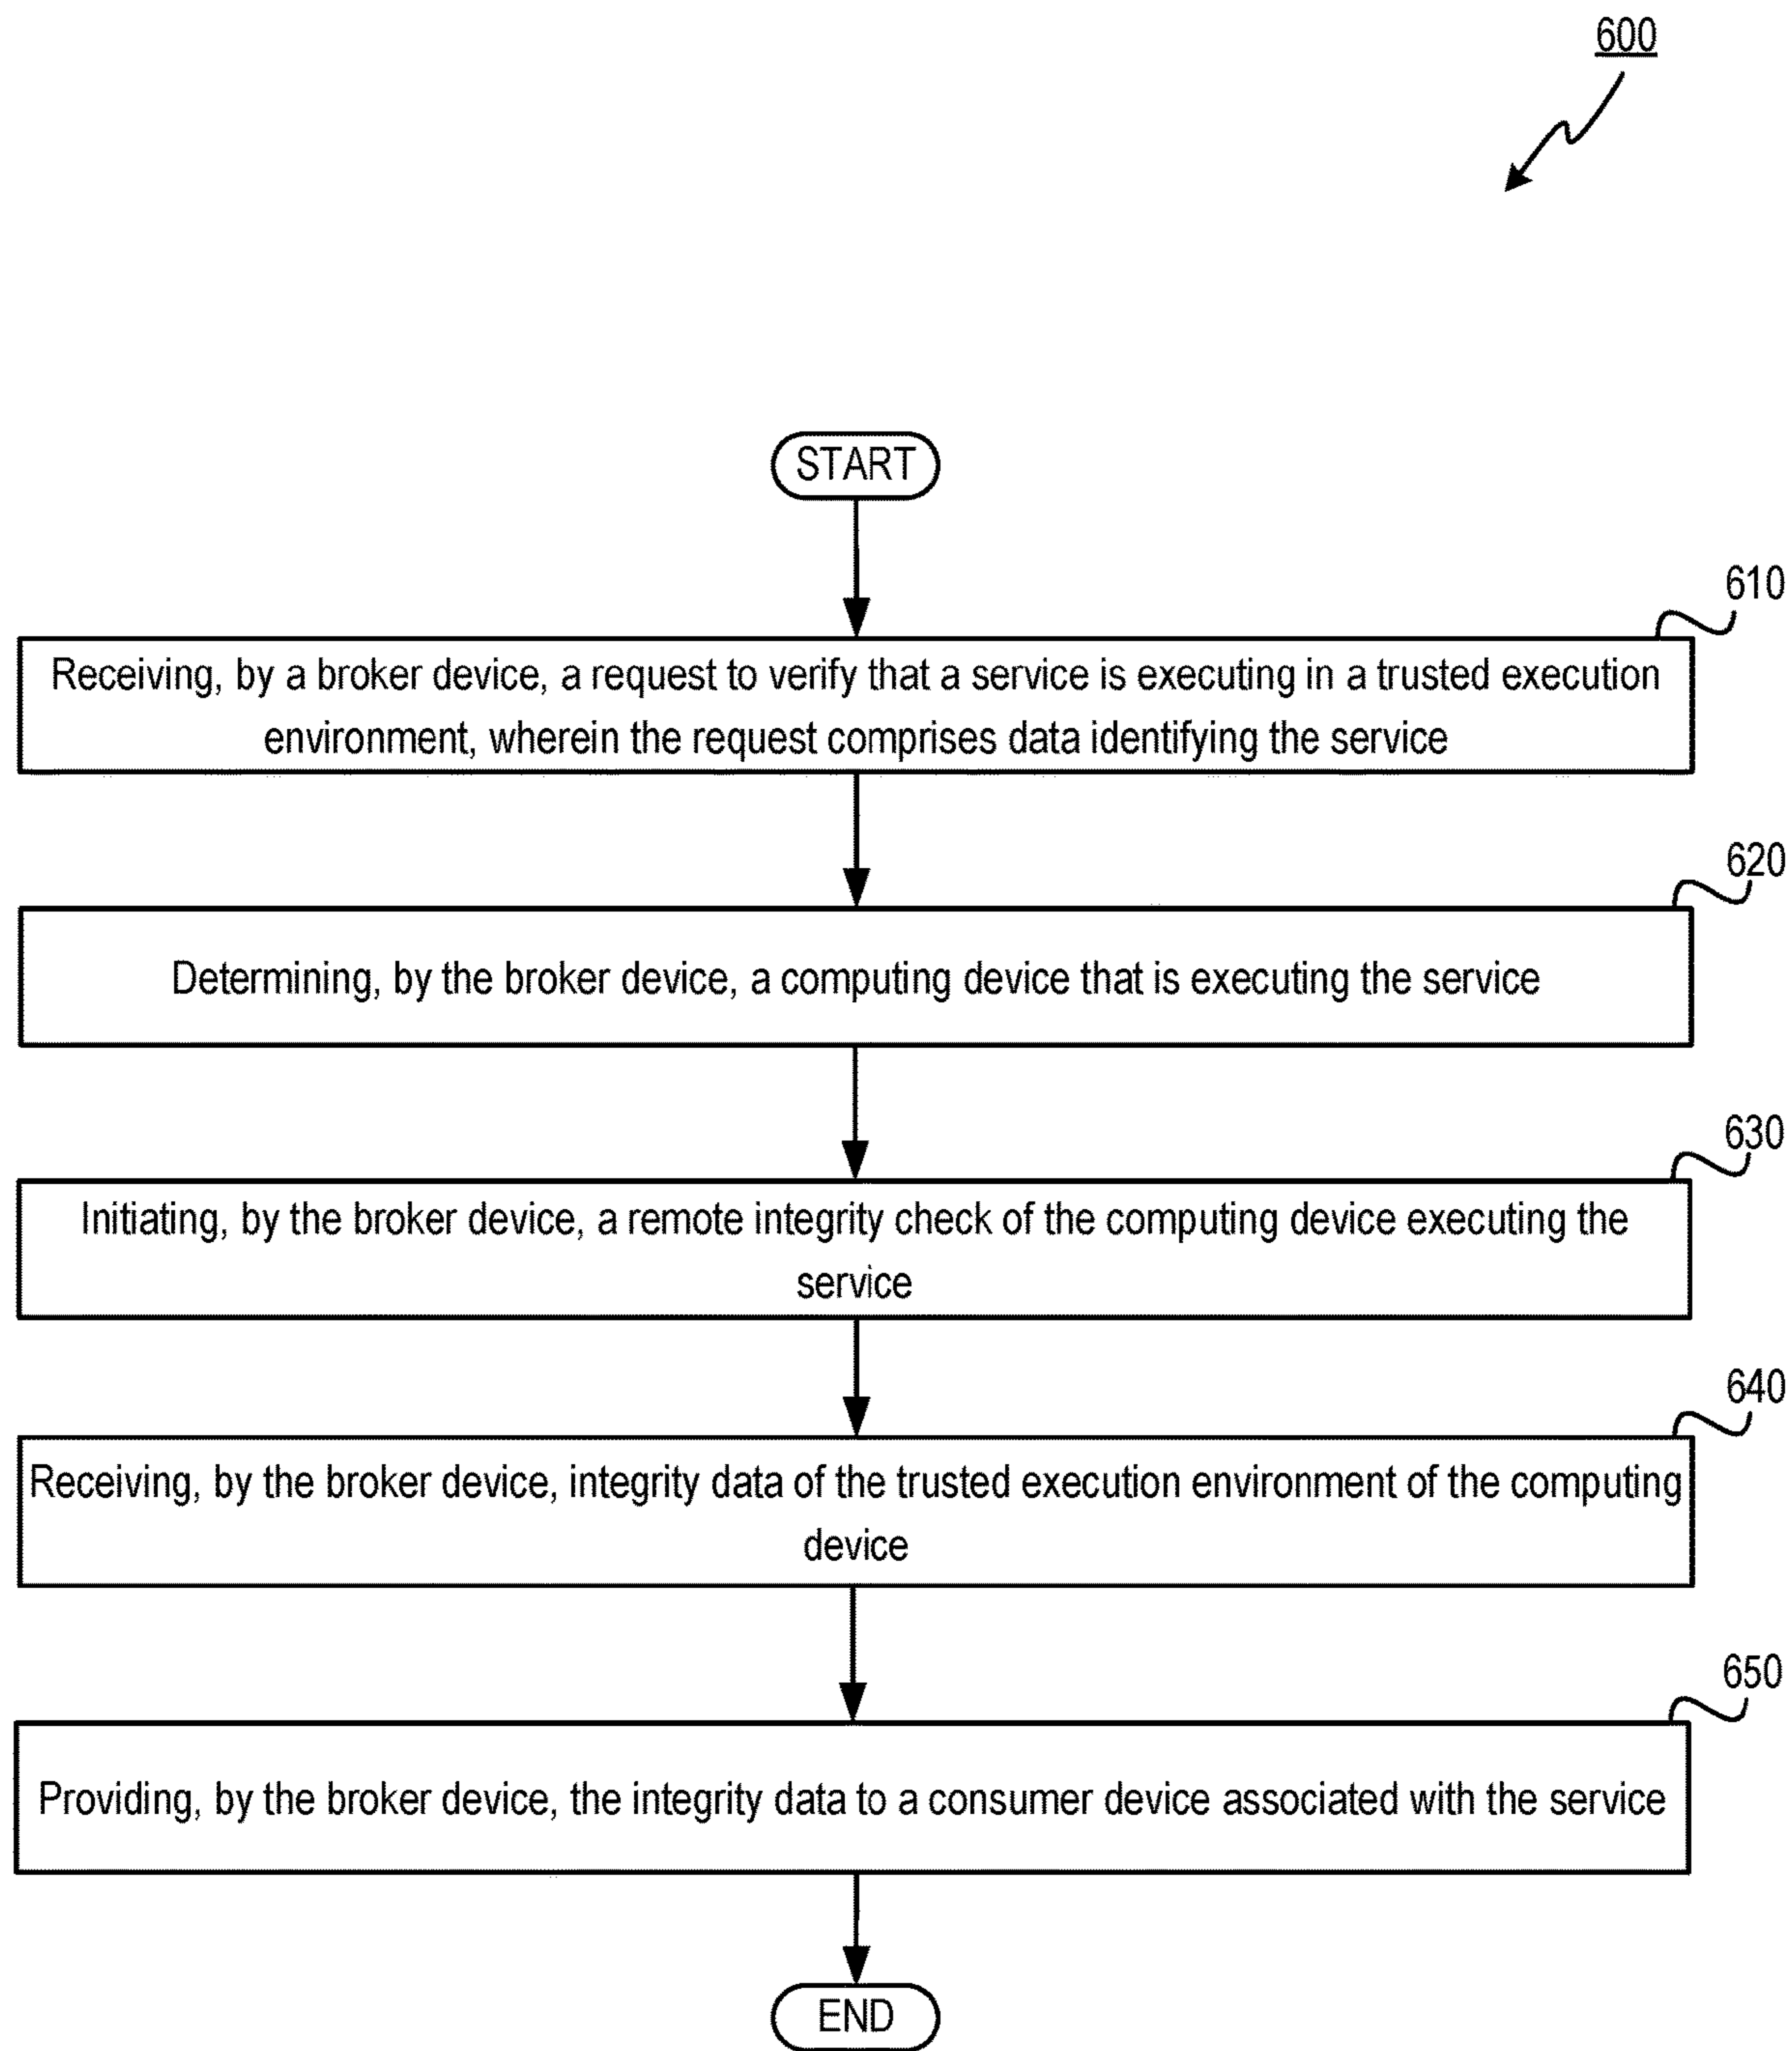 600
START
610
Receiving, by a broker device, a request to verify that a service is executing in a trusted execution
environment, wherein the request comprises data identifying the service
620
Determining, by the broker device, a computing device that is executing the service
630
Initiating, by the broker device, a remote integrity check of the computing device executing the
service
640
Receiving, by the broker device, integrity data of the trusted execution environment of the computing
device
650
Providing, by the broker device, the integrity data to a consumer device associated with the service
END